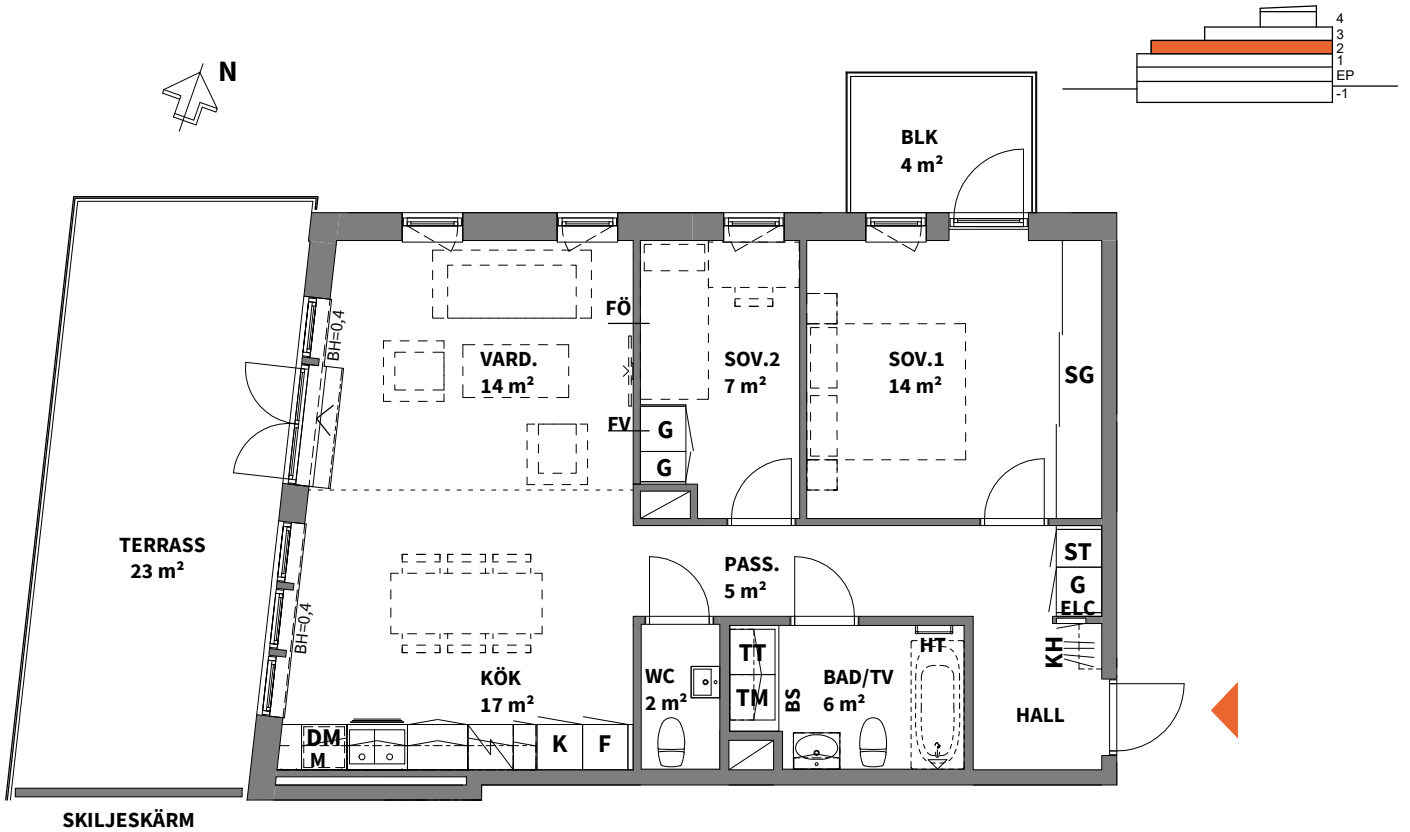 4
3
2
1
EP
-1
N
BLK
4 m²
BH=0,4
FÖ
VARD.
14 m²
SOV.2
7 m²
SOV.1
14 m²
SG
FV
G
G
TERRASS
23 m²
PASS.
5 m²
ST
G
ELC
BH=0,4
KÖK
17 m²
WC
2 m²
TT
TM
BS
BAD/TV
6 m²
HT
KH
HALL
DM
M
K
F
SKILJESKÄRM